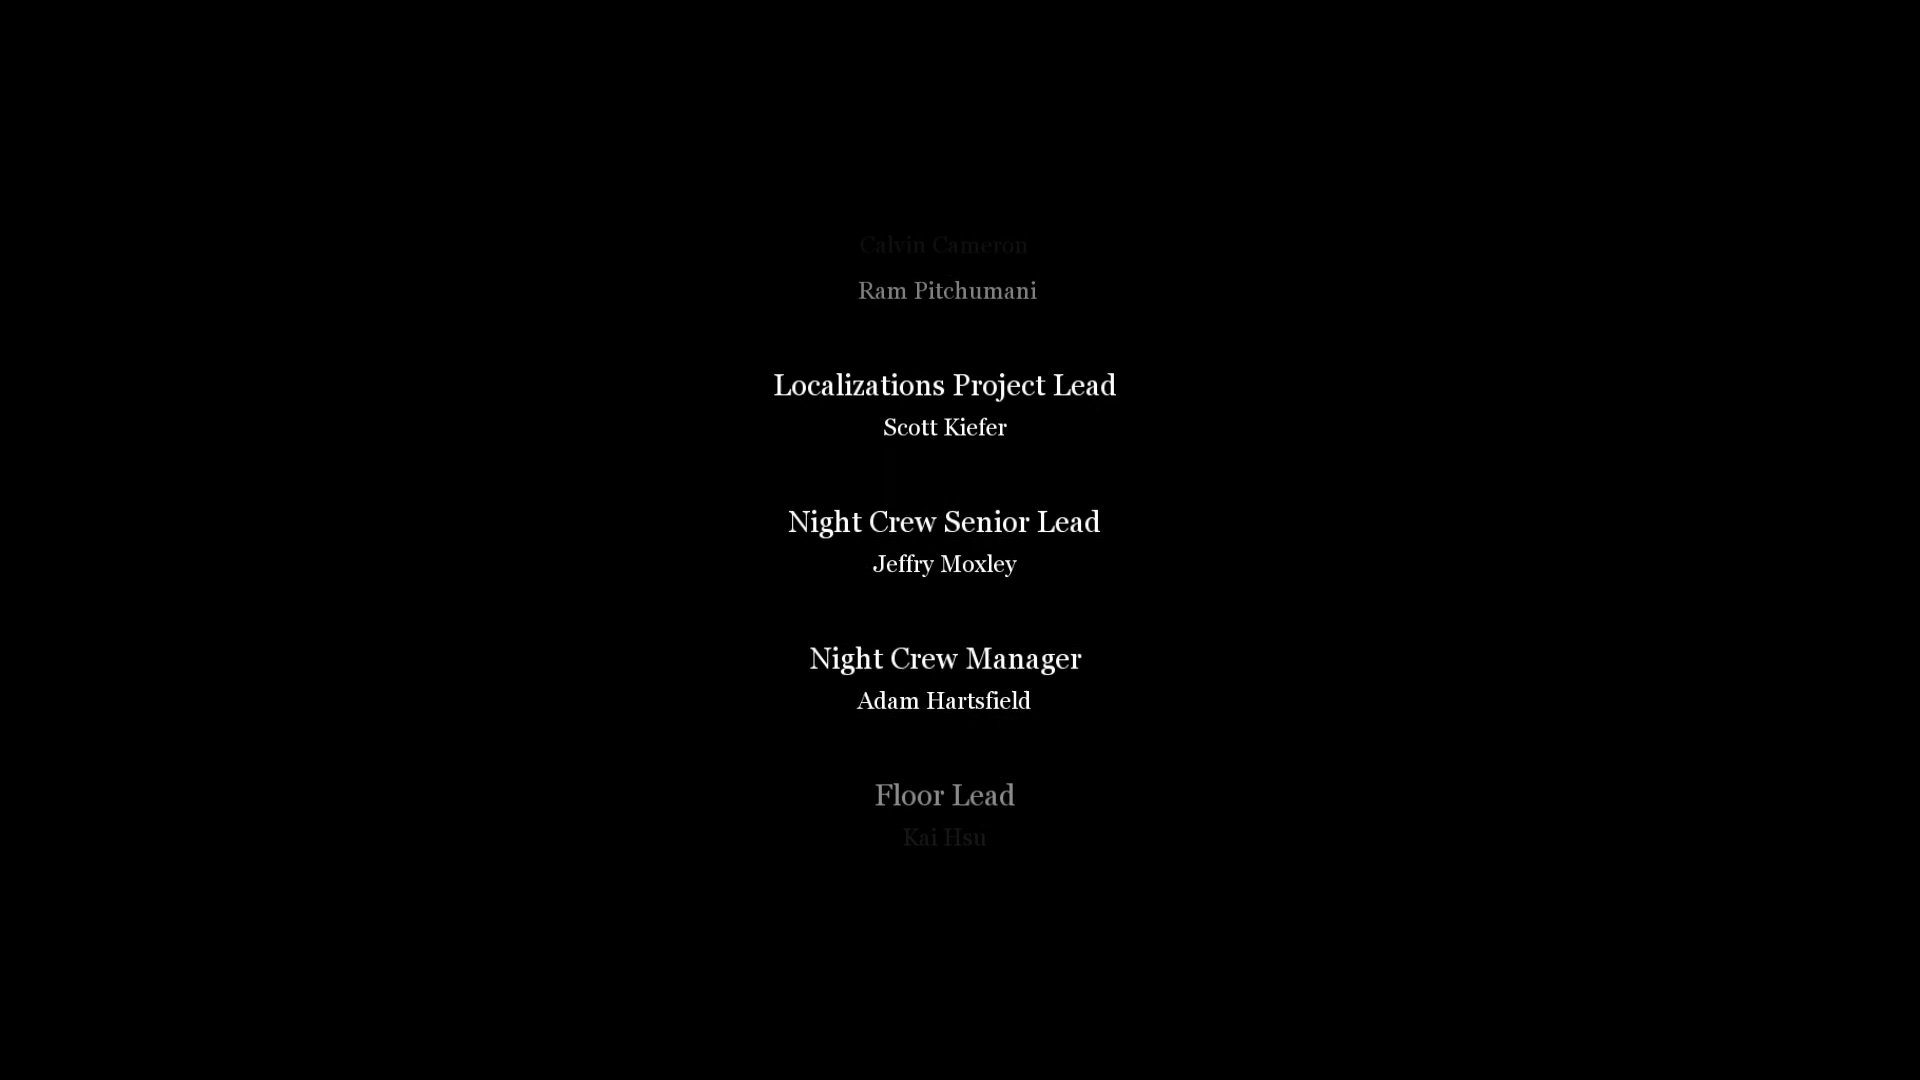 Calvin Cameron
Ram Pitchumani
Localizations Project Lead
Scott Kiefer
Night Crew Senior Lead
Jeffry Moxley
Night Crew Manager
Adam Hartsfield
Floor Lead
Kai Hsu